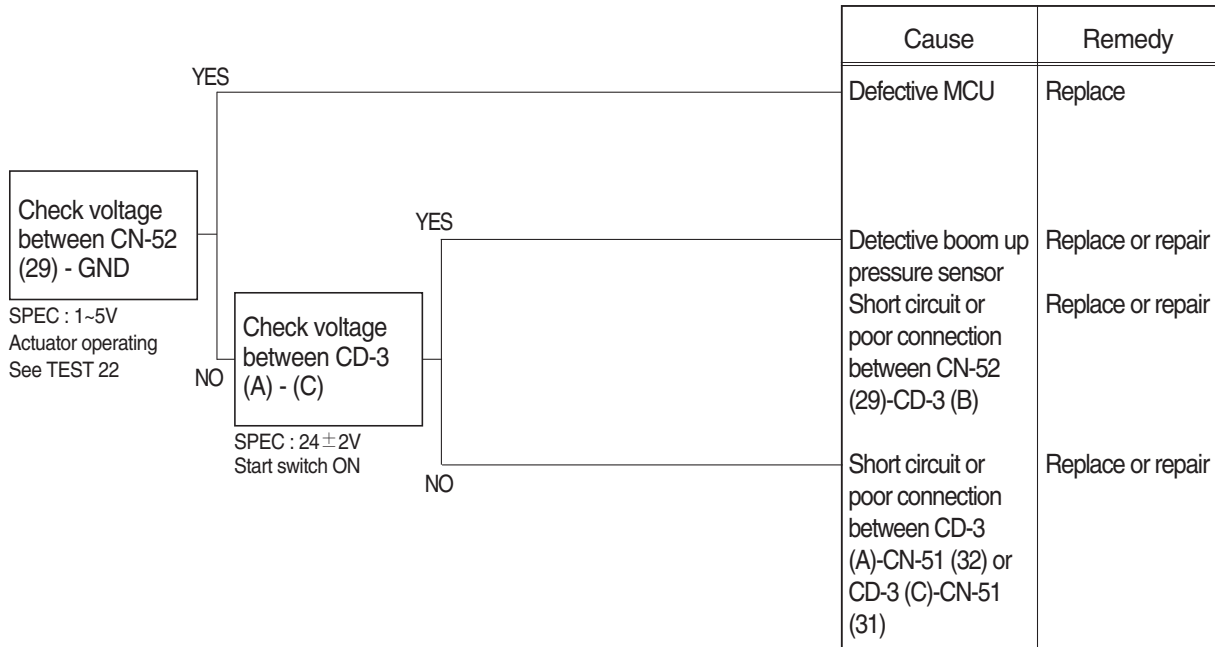 Cause
Remedy
YES
Defective MCU
Replace
Check voltage
between CN-52
(29) - GND
SPEC : 1~5V
Actuator operating
See TEST 22
NO
YES
Detective boom up
pressure sensor
Replace or repair
Check voltage
between CD-3
(A) - (C)
SPEC : 24±2V
Start switch ON
Short circuit or
poor connection
between CN-52
(29)-CD-3 (B)
Replace or repair
NO
Short circuit or
poor connection
between CD-3
(A)-CN-51 (32) or
CD-3 (C)-CN-51
(31)
Replace or repair